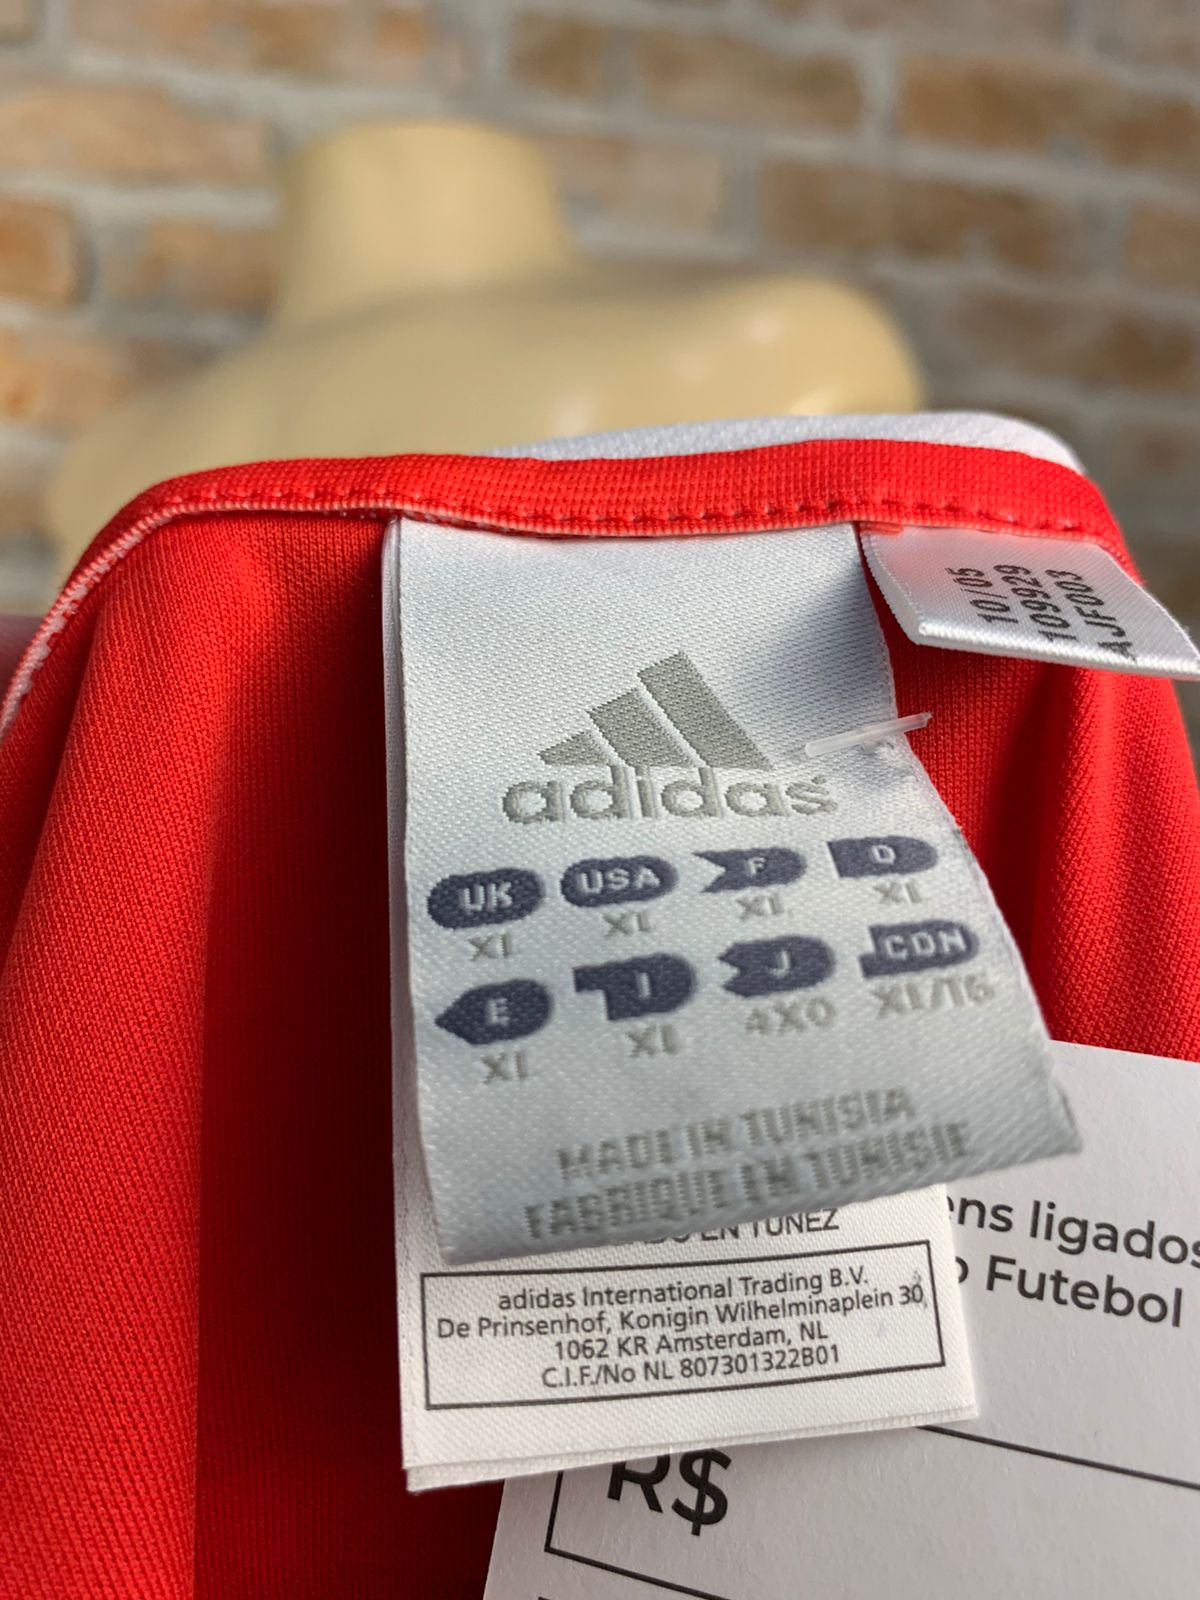 10/05
109929
AJF003
adidas
UK USA F D
XL XL XL XL
E I J CDN
XL XL 4XO XL/TG
MADE IN TUNISIA
FABRIQUE EN TUNISIE
EN TUNEZ
adidas International Trading B.V.
De Prinsenhof, Konigin Wilhelminaplein 30,
1062 KR Amsterdam, NL
C.I.F./No NL 807301322B01
ligados
Futebol
R$